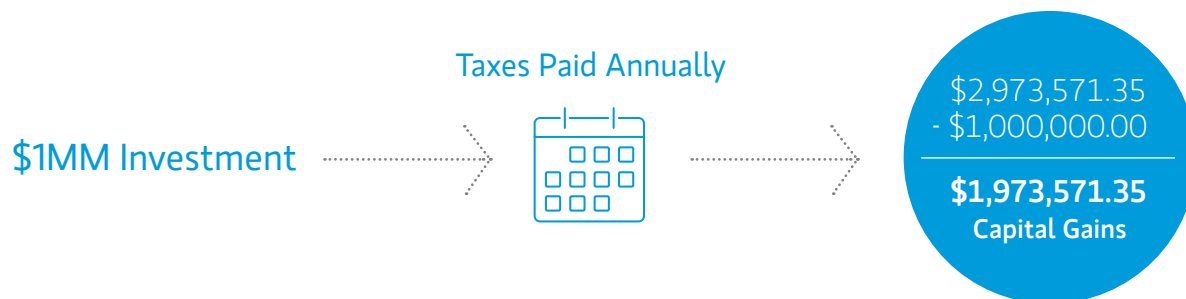 Taxes Paid Annually
$1MM Investment
$2,973,571.35
- $1,000,000.00
$1,973,571.35
Capital Gains